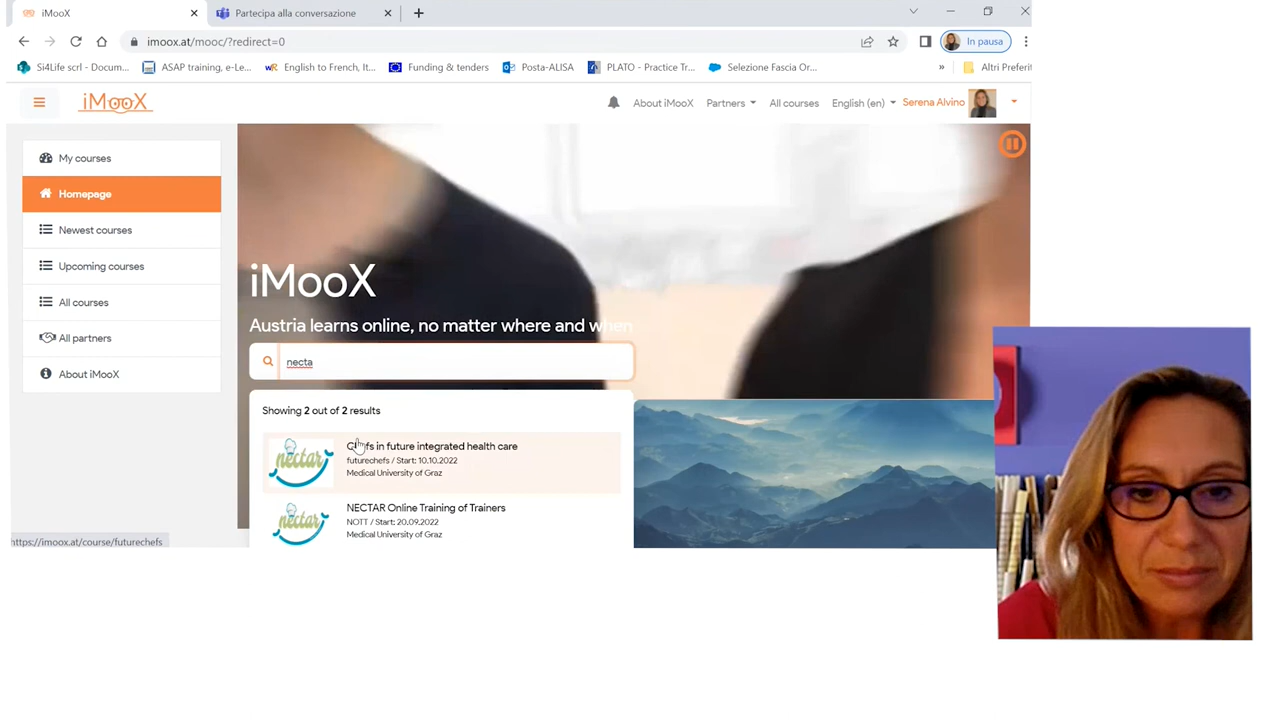 iMooX
Partecipa alla conversazione
imoox.at/mooc/?redirect=0
In pausa
Si4Life scrl - Docum...
ASAP training, e-Le...
English to French, It...
Funding & tenders
Posta-ALISA
PLATO - Practice Tr...
Selezione Fascia Or...
»
Altri Preferit
iMooX
About iMooX
Partners
All courses
English (en)
Serena Alvino
My courses
Homepage
Newest courses
Upcoming courses
All courses
All partners
About iMooX
iMooX
Austria learns online, no matter where and when
necta
Showing 2 out of 2 results
nectar
Chefs in future integrated health care
futurechefs / Start: 10.10.2022
Medical University of Graz
nectar
NECTAR Online Training of Trainers
NOTT / Start: 20.09.2022
Medical University of Graz
https://imoox.at/course/futurechefs